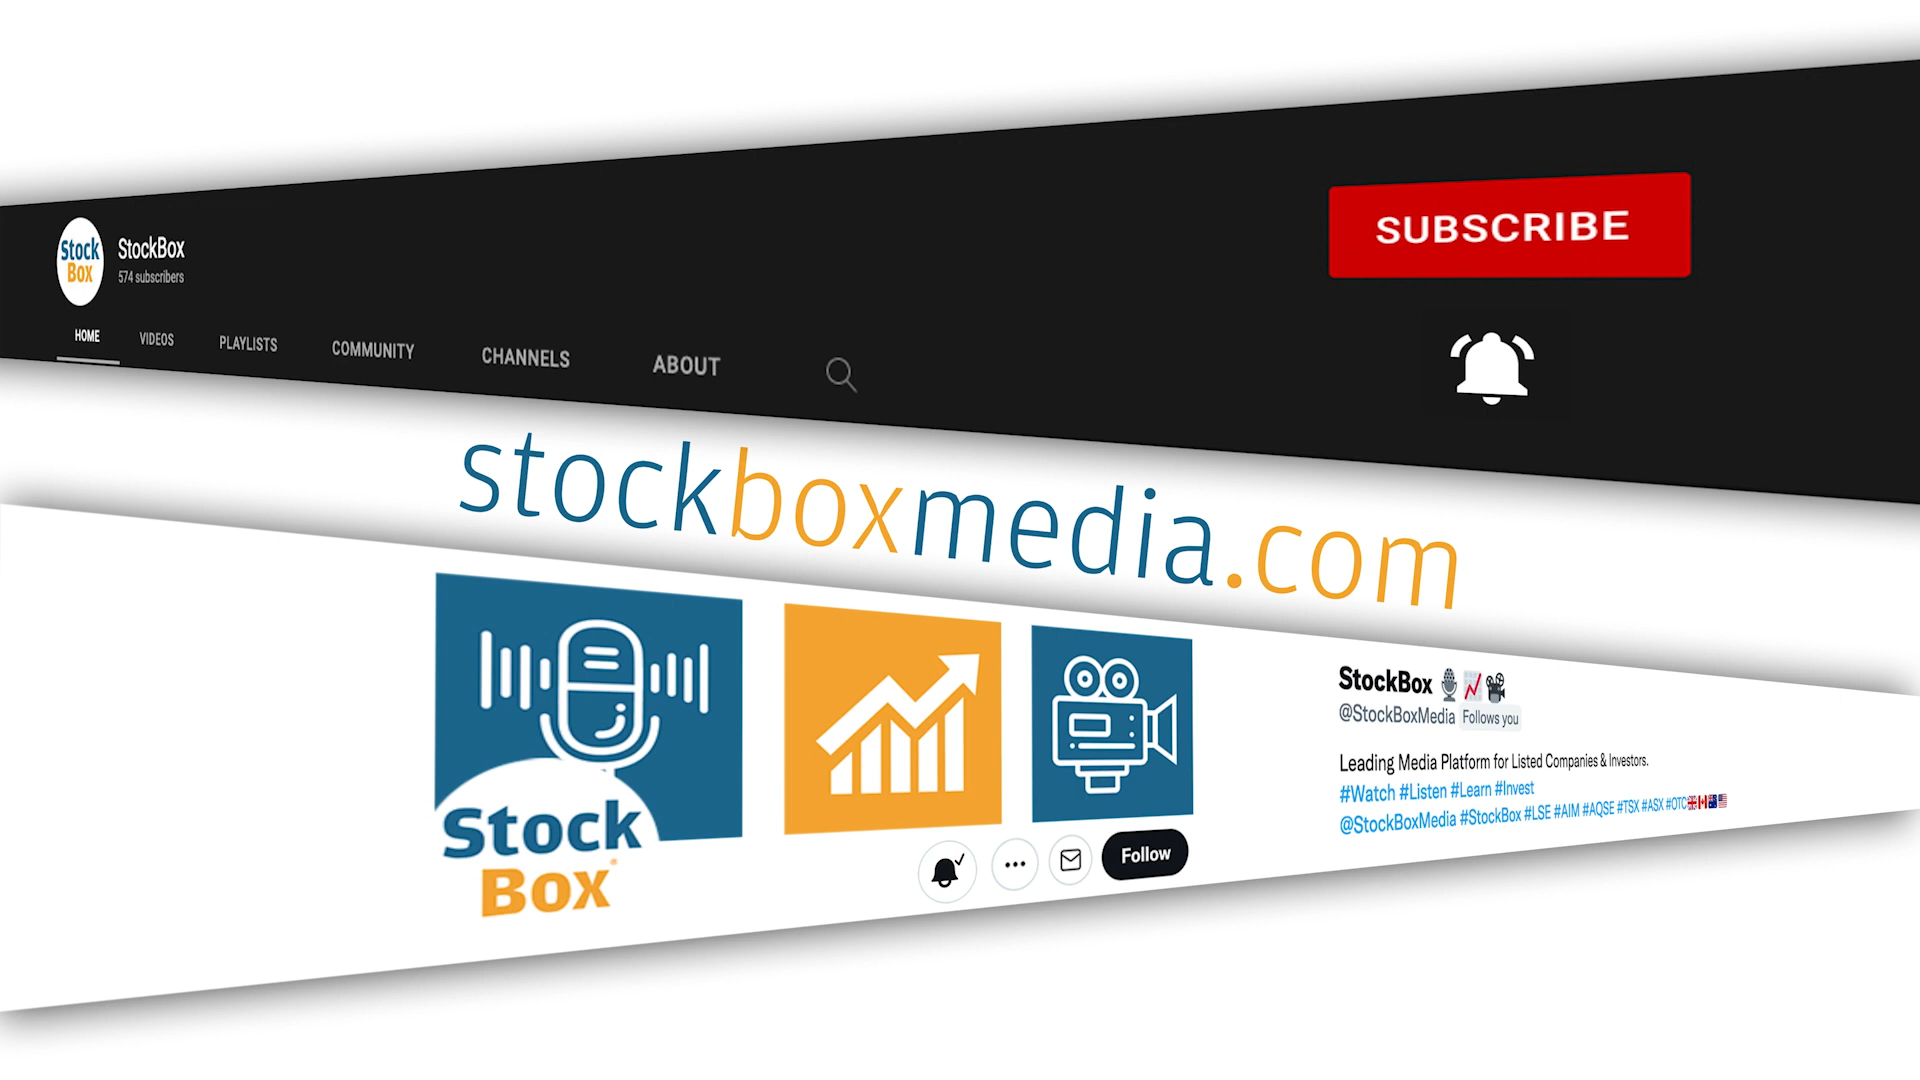 Stock
Box
StockBox
574 subscribers
SUBSCRIBE
HOME VIDEOS PLAYLISTS COMMUNITY CHANNELS ABOUT
stockboxmedia.com
Stock
Box
Follow
StockBox
@StockBoxMedia Follows you
Leading Media Platform for Listed Companies & Investors.
#Watch #Listen #Learn #Invest
@StockBoxMedia #StockBox #LSE #AIM #AQSE #TSX #ASX #OTC